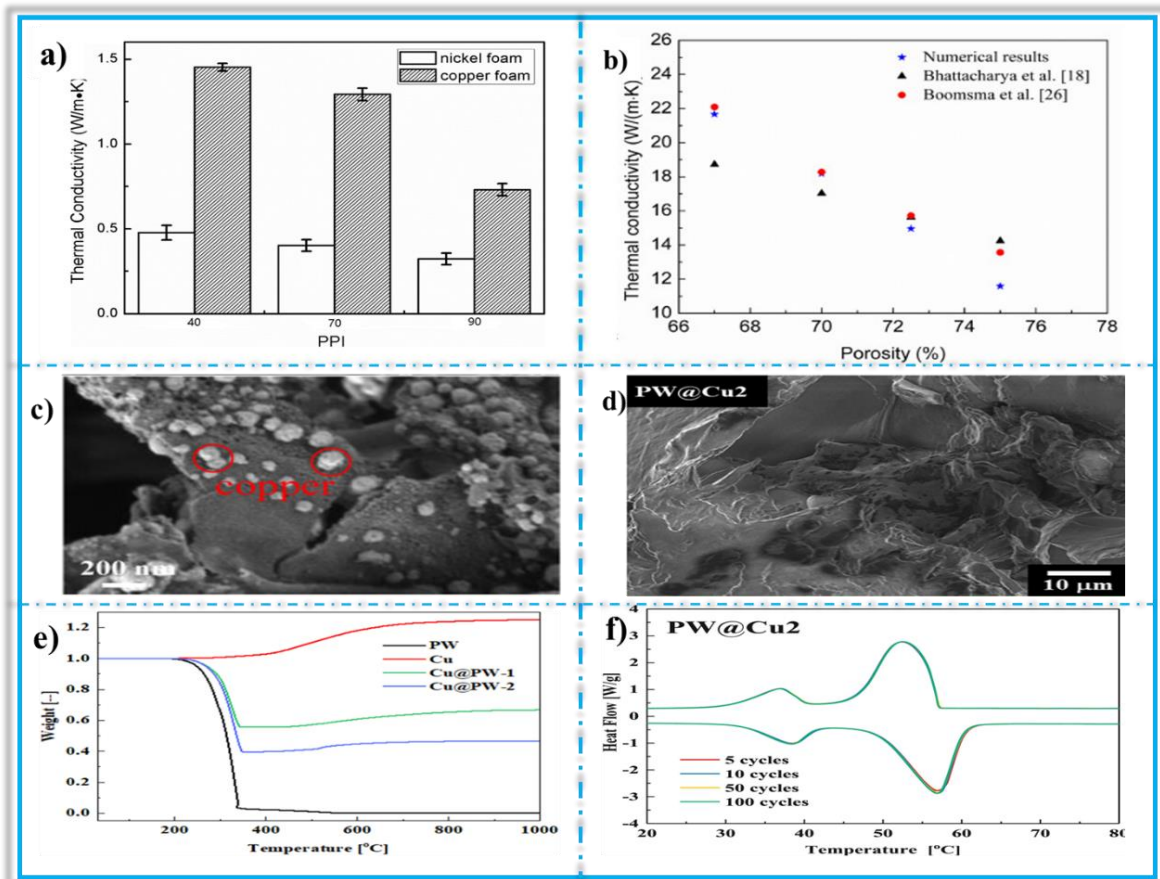 a)
nickel foam
copper foam
Thermal Conductivity (W/m•K)
1.5
1.0
0.5
0.0
40
70
90
PPI
b)
Numerical results
Bhattacharya et al. [18]
Boomsma et al. [26]
Thermal conductivity (W/(m·K)
26
24
22
20
18
16
14
12
10
66
68
70
72
74
76
78
Porosity (%)
c)
copper
200 nm
d)
PW@Cu2
10 μm
e)
PW
Cu
Cu@PW-1
Cu@PW-2
Weight [--]
1.2
1.0
0.8
0.6
0.4
0.2
0.0
200
400
600
800
1000
Temperature [°C]
f)
PW@Cu2
Heat Flow [W/g]
4
3
2
1
0
-1
-2
-3
-4
5 cycles
10 cycles
50 cycles
100 cycles
20
30
40
50
60
70
80
Temperature [°C]